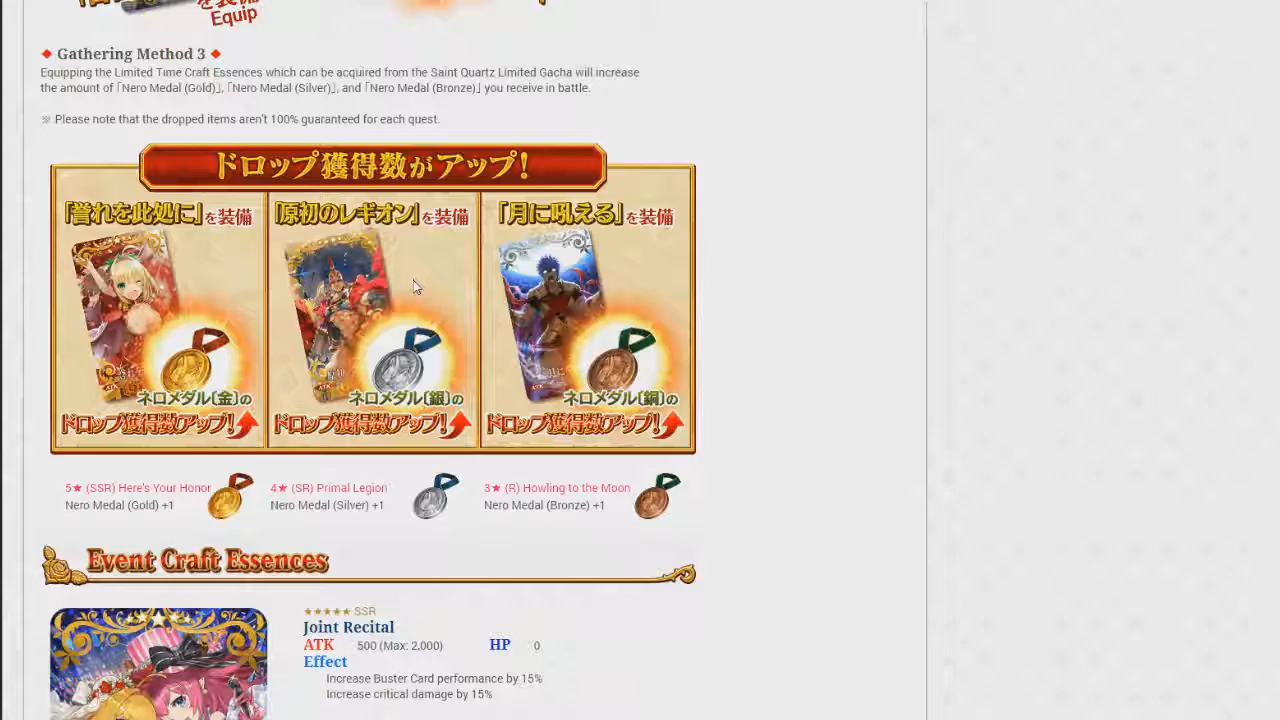 を装備
Equip
Gathering Method 3
Equipping the Limited Time Craft Essences which can be acquired from the Saint Quartz Limited Gacha will increase
the amount of 「Nero Medal (Gold)」, 「Nero Medal (Silver)」, and 「Nero Medal (Bronze)」 you receive in battle.
※ Please note that the dropped items aren't 100% guaranteed for each quest.
ドロップ獲得数がアップ!
「誉れを此処に」を装備
「原初のレギオン」を装備
「月に吼える」を装備
ATK
ATK
ATK
ネロメダル〔金〕の
ドロップ獲得数アップ!
ネロメダル〔銀〕の
ドロップ獲得数アップ!
ネロメダル〔銅〕の
ドロップ獲得数アップ!
5★ (SSR) Here's Your Honor
Nero Medal (Gold) +1
4★ (SR) Primal Legion
Nero Medal (Silver) +1
3★ (R) Howling to the Moon
Nero Medal (Bronze) +1
Event Craft Essences
★★★★★ SSR
Joint Recital
ATK 500 (Max: 2,000) HP 0
Effect
Increase Buster Card performance by 15%
Increase critical damage by 15%